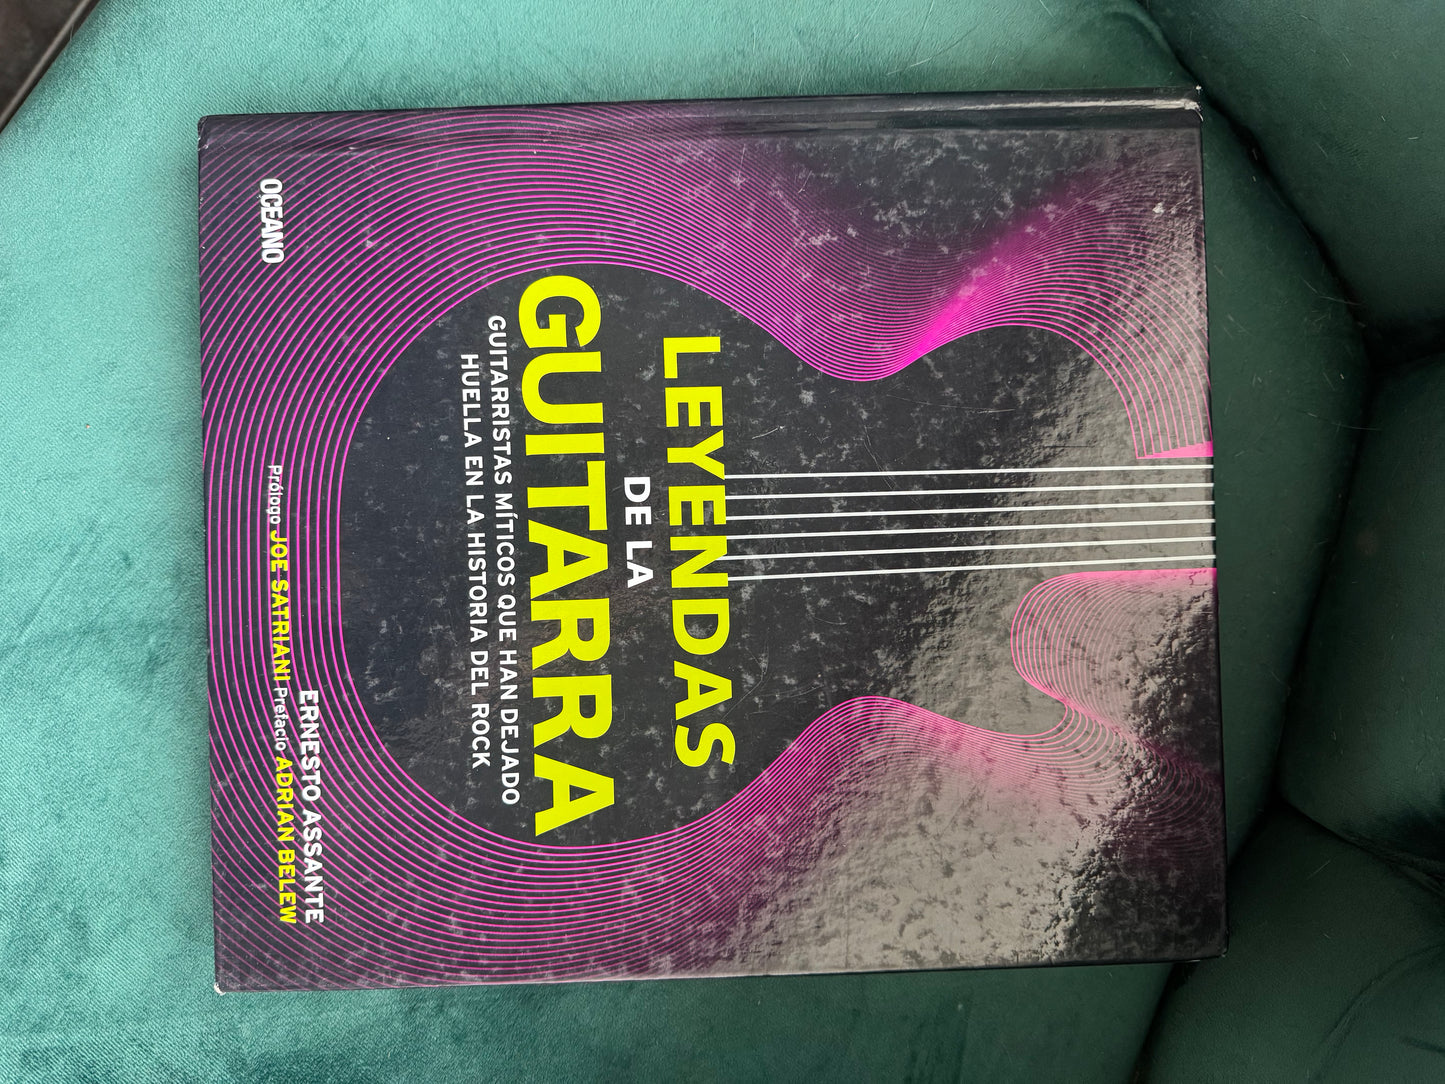 LEYENDAS
DE LA
GUITARRA
GUITARRISTAS MÍTICOS QUE HAN DEJADO
HUELLA EN LA HISTORIA DEL ROCK
ERNESTO ASSANTE
Prólogo JOE SATRIANI Prefacio ADRIAN BELEW
OCEANO